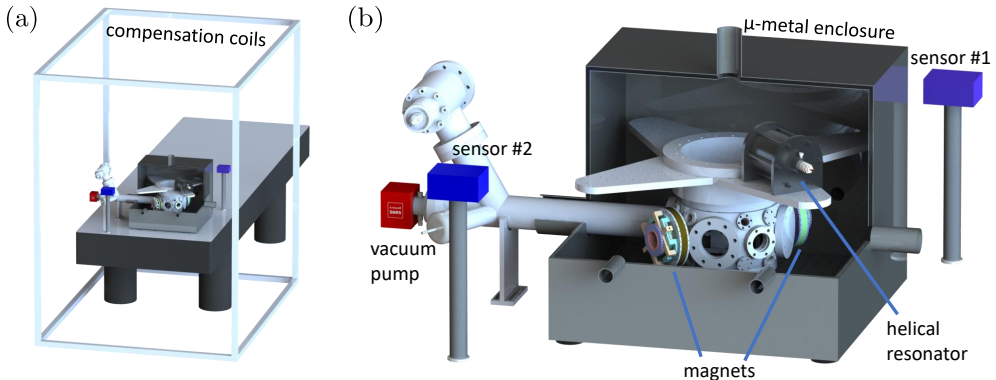 (a)
compensation coils
(b)
μ-metal enclosure
sensor #1
sensor #2
vacuum
pump
helical
resonator
magnets